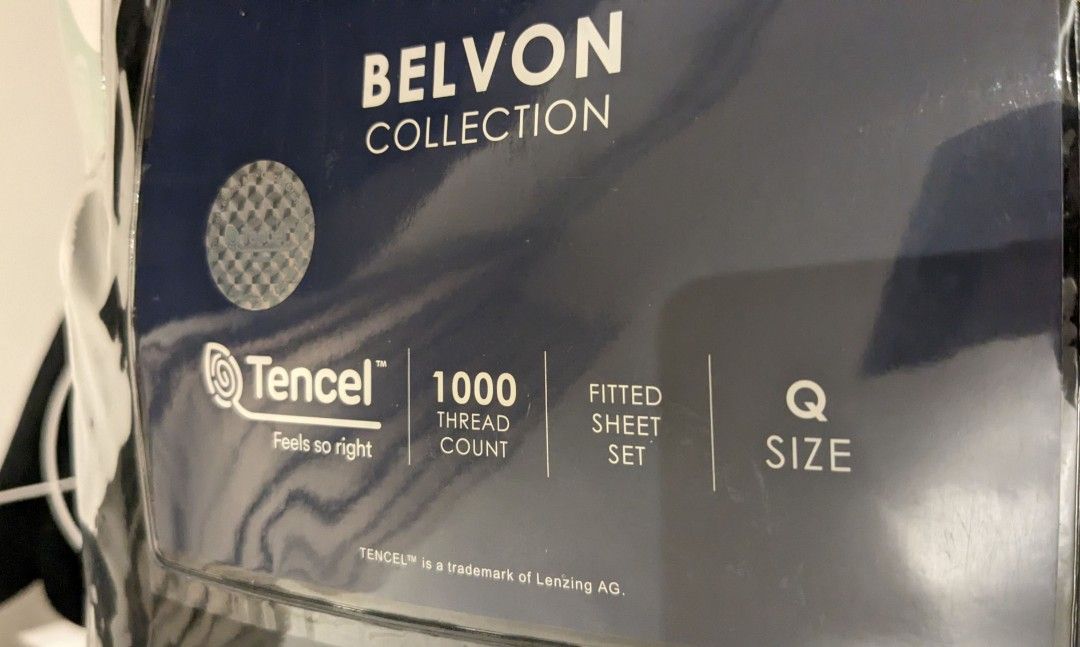 BELVON
COLLECTION
Tencel™
Feels so right
1000
THREAD
COUNT
FITTED
SHEET
SET
Q
SIZE
TENCEL™ is a trademark of Lenzing AG.